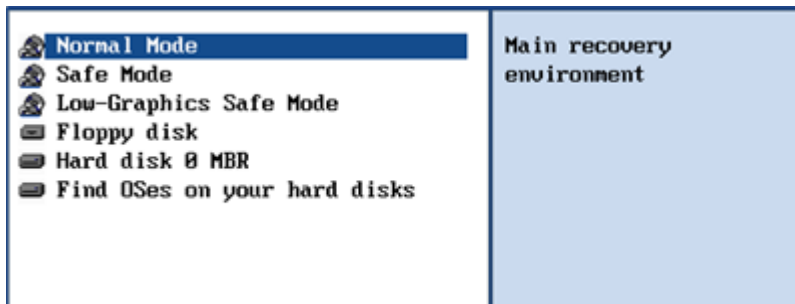 Normal Mode
Safe Mode
Low-Graphics Safe Mode
Floppy disk
Hard disk 0 MBR
Find OSes on your hard disks
Main recovery
environment